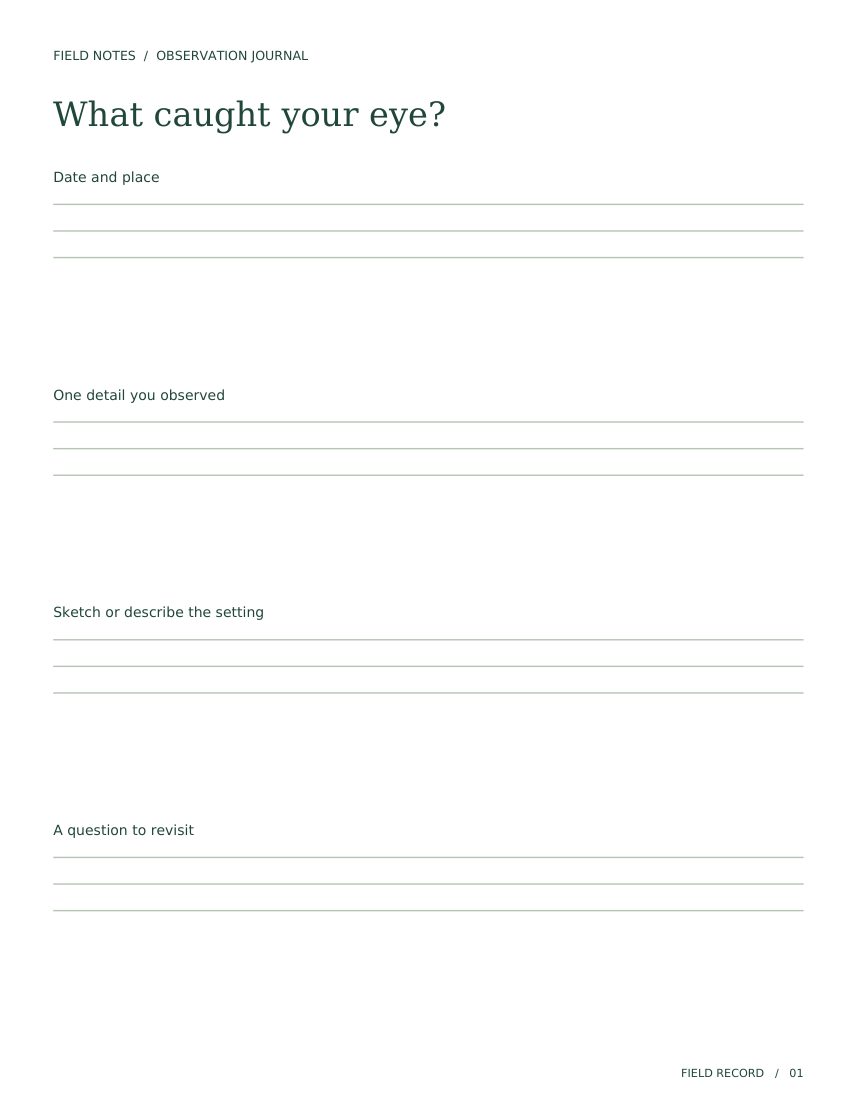 FIELD NOTES / OBSERVATION JOURNAL
What caught your eye?
Date and place
One detail you observed
Sketch or describe the setting
A question to revisit
FIELD RECORD / 01